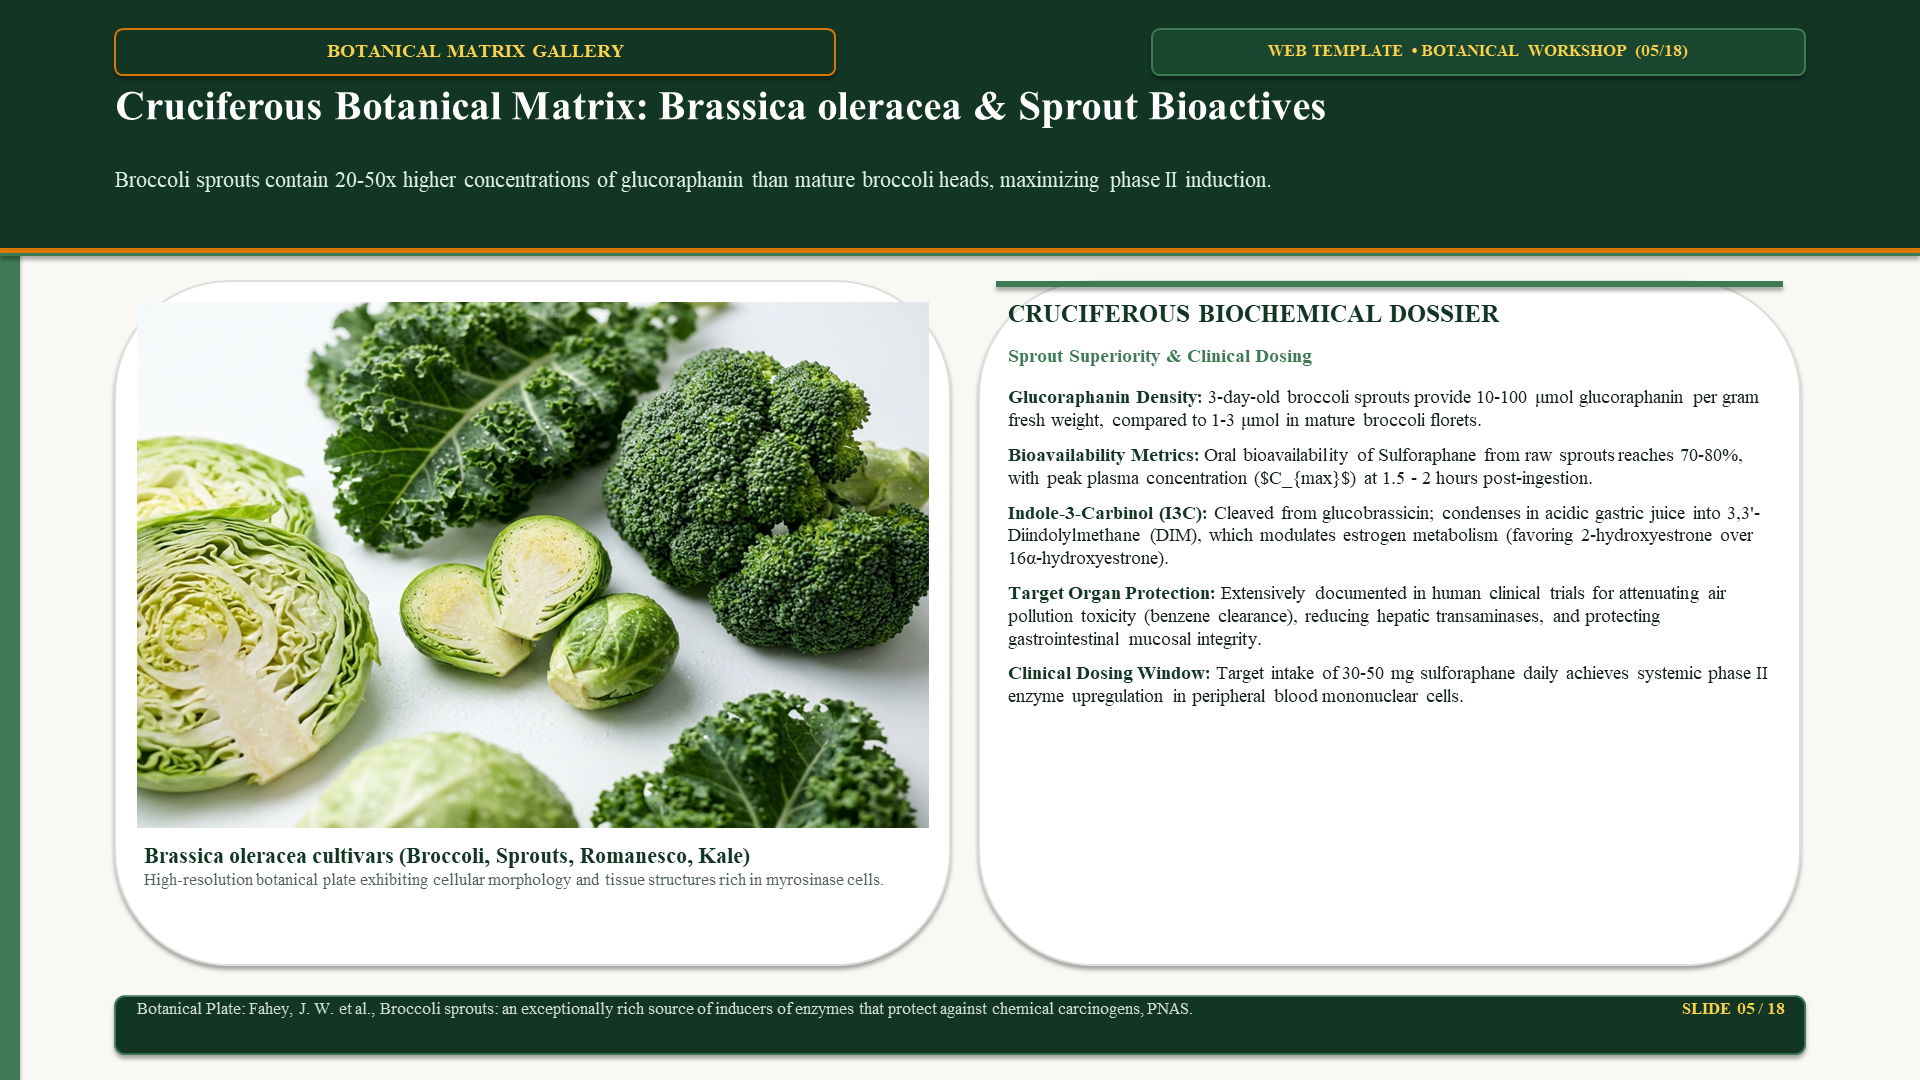 BOTANICAL MATRIX GALLERY
WEB TEMPLATE • BOTANICAL WORKSHOP (05/18)
Cruciferous Botanical Matrix: Brassica oleracea & Sprout Bioactives
Broccoli sprouts contain 20-50x higher concentrations of glucoraphanin than mature broccoli heads, maximizing phase II induction.
Brassica oleracea cultivars (Broccoli, Sprouts, Romanesco, Kale)
High-resolution botanical plate exhibiting cellular morphology and tissue structures rich in myrosinase cells.
CRUCIFEROUS BIOCHEMICAL DOSSIER
Sprout Superiority & Clinical Dosing
Glucoraphanin Density: 3-day-old broccoli sprouts provide 10-100 μmol glucoraphanin per gram
fresh weight, compared to 1-3 μmol in mature broccoli florets.
Bioavailability Metrics: Oral bioavailability of Sulforaphane from raw sprouts reaches 70-80%,
with peak plasma concentration ($C_{max}$) at 1.5 - 2 hours post-ingestion.
Indole-3-Carbinol (I3C): Cleaved from glucobrassicin; condenses in acidic gastric juice into 3,3'-
Diindolylmethane (DIM), which modulates estrogen metabolism (favoring 2-hydroxyestrone over
16α-hydroxyestrone).
Target Organ Protection: Extensively documented in human clinical trials for attenuating air
pollution toxicity (benzene clearance), reducing hepatic transaminases, and protecting
gastrointestinal mucosal integrity.
Clinical Dosing Window: Target intake of 30-50 mg sulforaphane daily achieves systemic phase II
enzyme upregulation in peripheral blood mononuclear cells.
Botanical Plate: Fahey, J. W. et al., Broccoli sprouts: an exceptionally rich source of inducers of enzymes that protect against chemical carcinogens, PNAS.
SLIDE 05 / 18